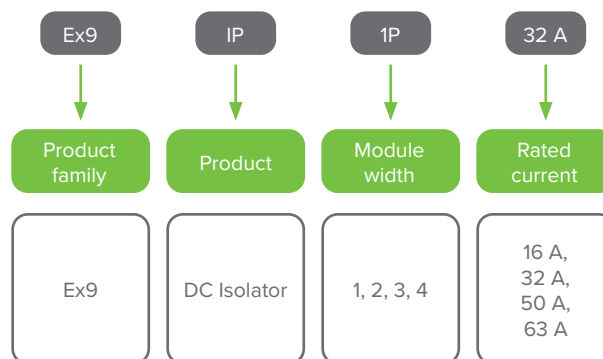 Ex9
IP
1P
32 A
Product
family
Product
Module
width
Rated
current
Ex9
DC Isolator
1, 2, 3, 4
16 A,
32 A,
50 A,
63 A